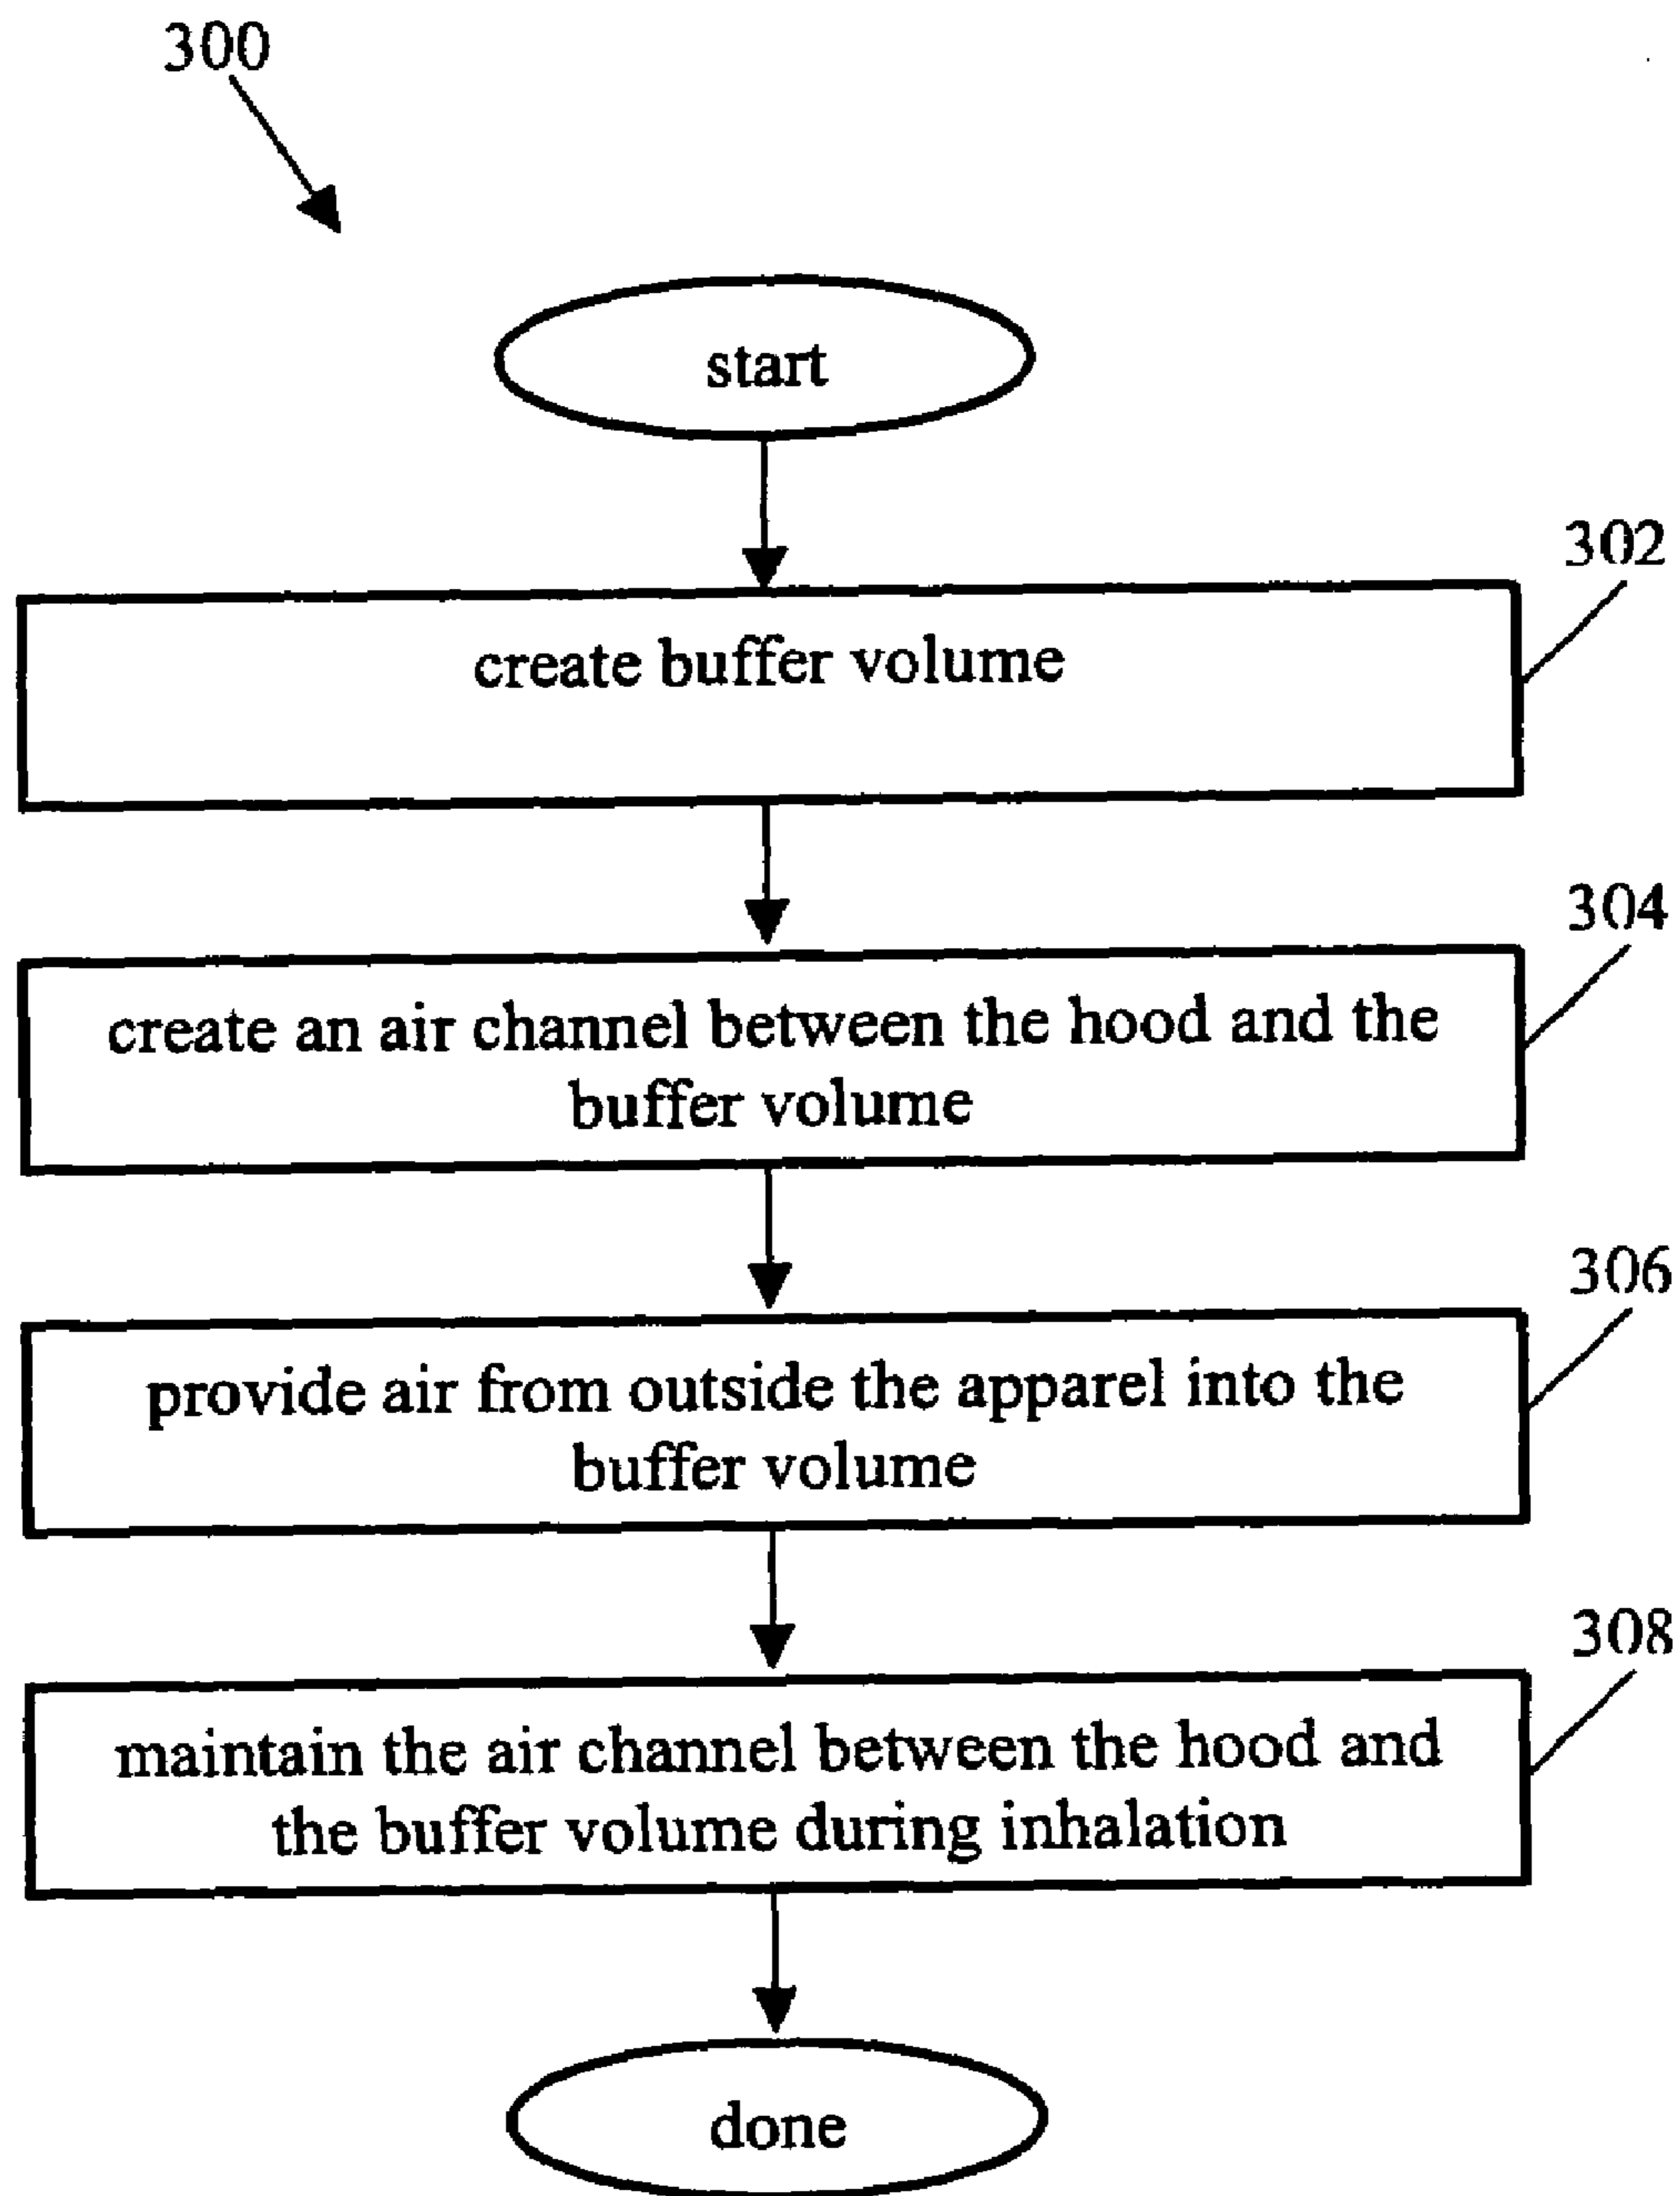 300
start
302
create buffer volume
304
create an air channel between the hood and the
buffer volume
306
provide air from outside the apparel into the
buffer volume
308
maintain the air channel between the hood and
the buffer volume during inhalation
done